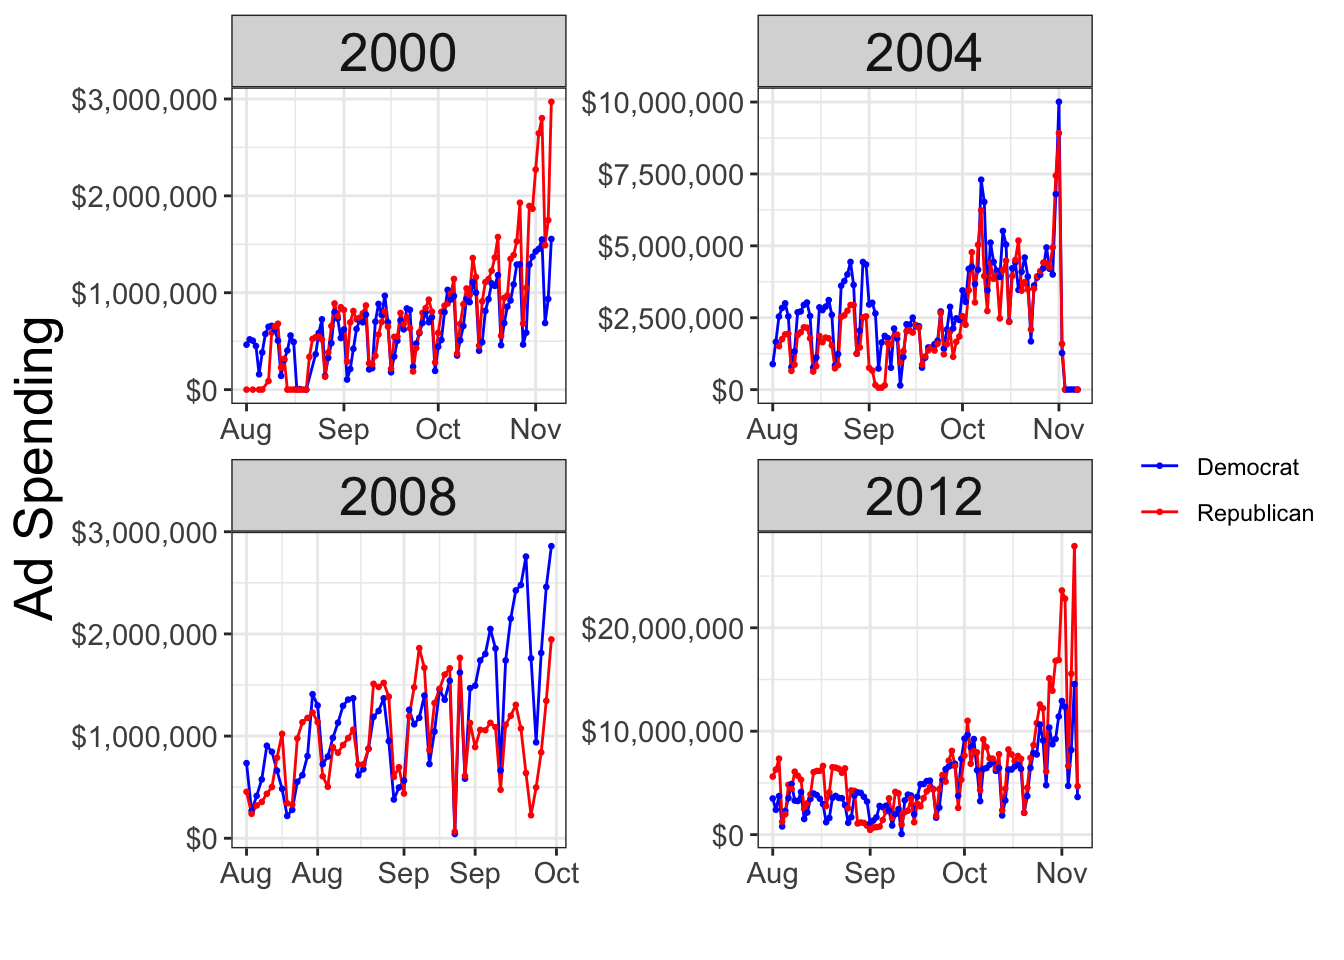 2000
$3,000,000
$2,000,000
$1,000,000
$0
Aug Sep Oct Nov
2004
$10,000,000
$7,500,000
$5,000,000
$2,500,000
$0
Aug Sep Oct Nov
2008
$3,000,000
$2,000,000
$1,000,000
$0
Aug Aug Sep Sep Oct
2012
$20,000,000
$10,000,000
$0
Aug Sep Oct Nov
Ad Spending
Democrat
Republican